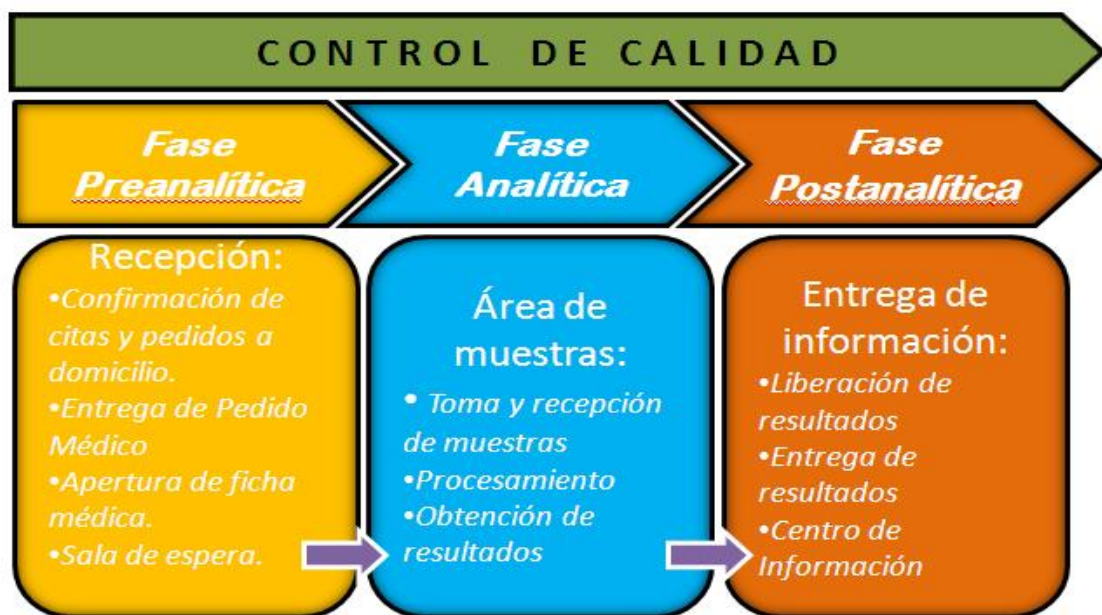 CONTROL DE CALIDAD
Fase
Preanalítica
Fase
Analítica
Fase
Postanalítica
Recepción:
•Confirmación de
citas y pedidos a
domicilio.
•Entrega de Pedido
Médico
•Apertura de ficha
médica.
•Sala de espera.
Área de
muestras:
• Toma y recepción
de muestras
•Procesamiento
•Obtención de
resultados
Entrega de
información:
•Liberación de
resultados
•Entrega de
resultados
•Centro de
Información